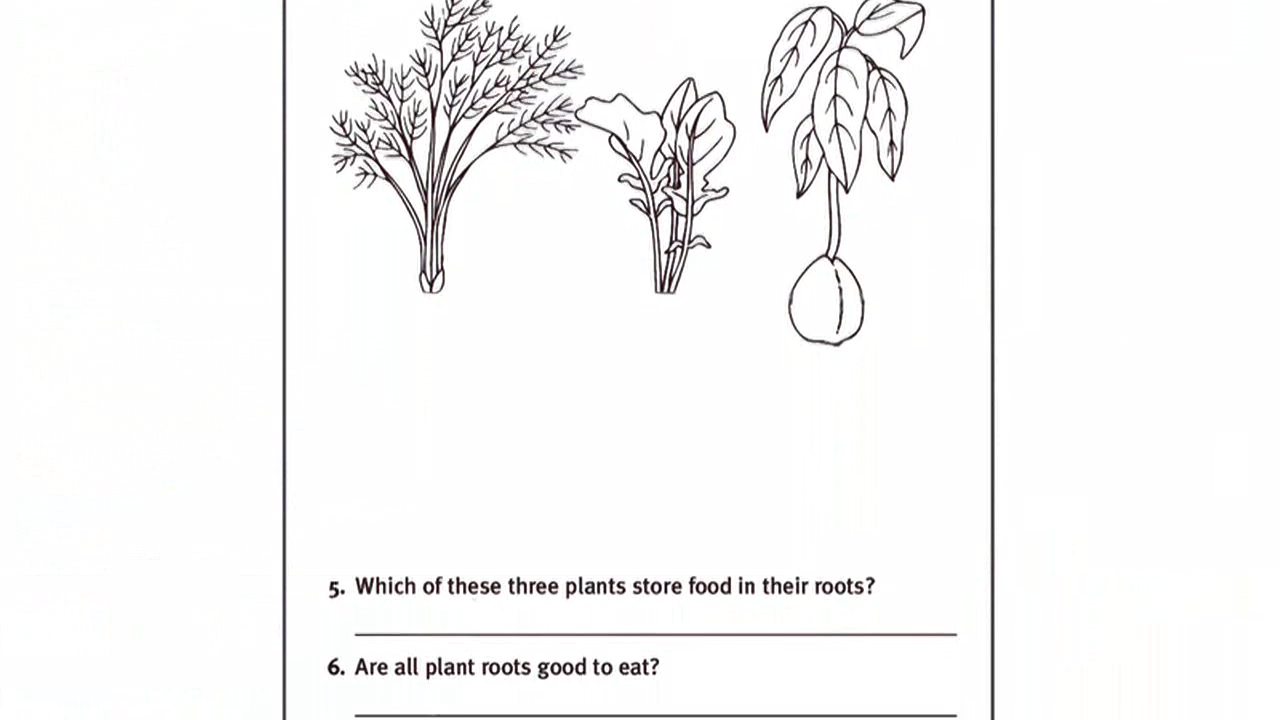 5. Which of these three plants store food in their roots?
6. Are all plant roots good to eat?